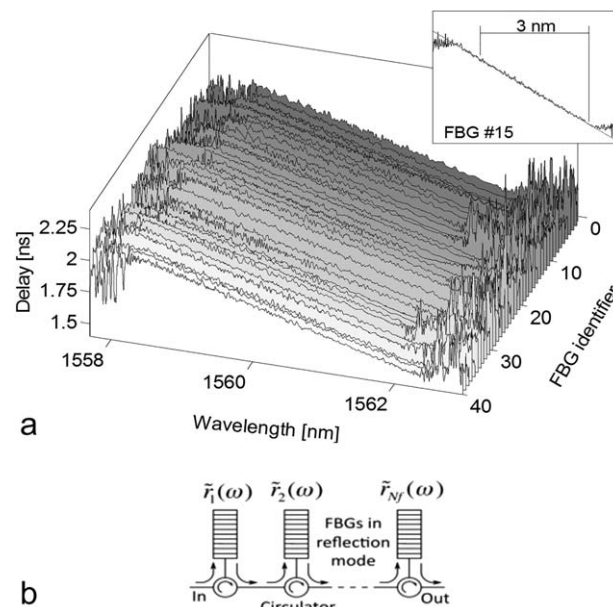 3 nm
FBG #15
Delay [ns]
2.25
2
1.75
1.5
1558
1560
1562
Wavelength [nm]
0
10
20
30
40
FBG identifier
a
r̃₁(ω) r̃₂(ω) r̃_Nf(ω)
FBGs in
reflection
mode
In
Out
Circulator
b